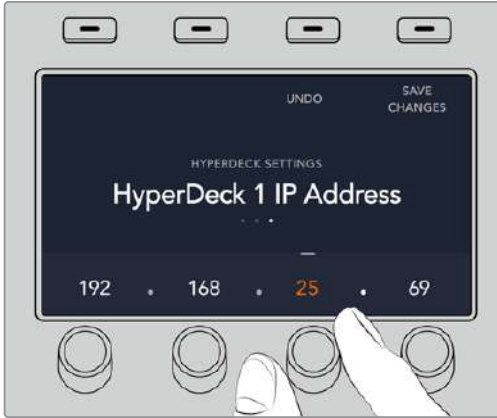 UNDO
SAVE
CHANGES
HYPERDECK SETTINGS
HyperDeck 1 IP Address
192 . 168 . 25 . 69